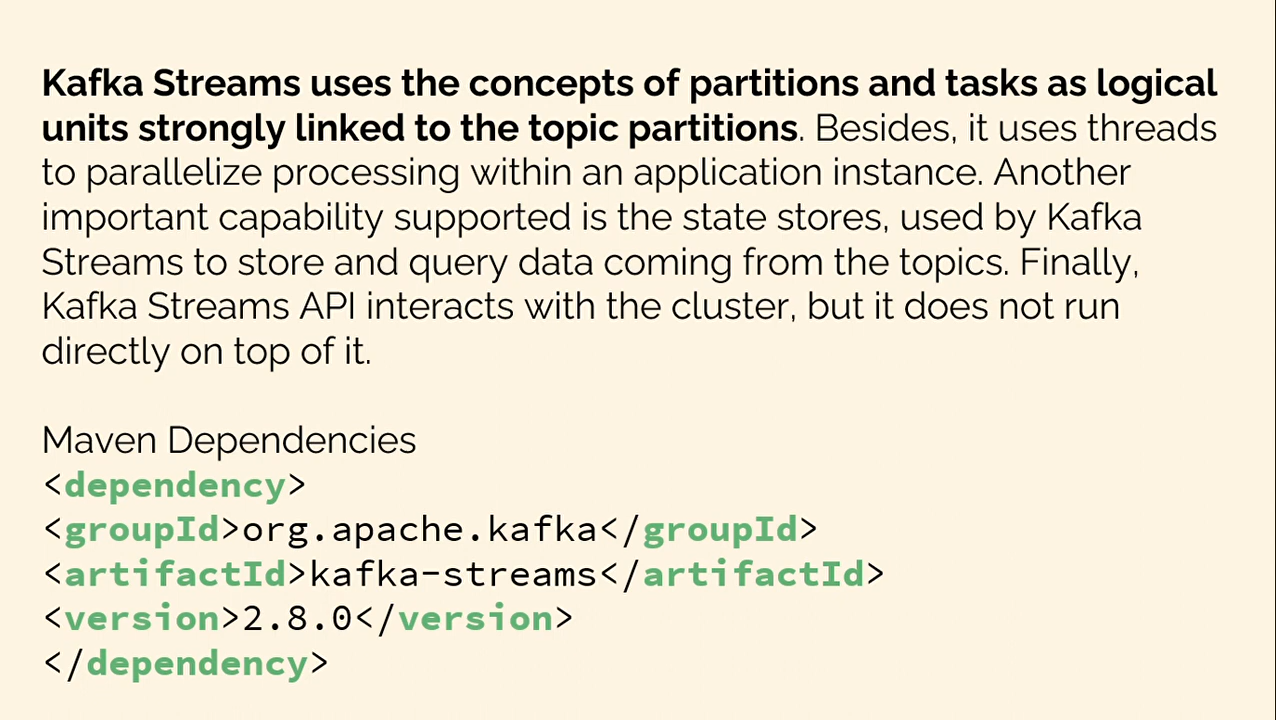 Kafka Streams uses the concepts of partitions and tasks as logical
units strongly linked to the topic partitions. Besides, it uses threads
to parallelize processing within an application instance. Another
important capability supported is the state stores, used by Kafka
Streams to store and query data coming from the topics. Finally,
Kafka Streams API interacts with the cluster, but it does not run
directly on top of it.
Maven Dependencies
<dependency>
<groupId>org.apache.kafka</groupId>
<artifactId>kafka-streams</artifactId>
<version>2.8.0</version>
</dependency>